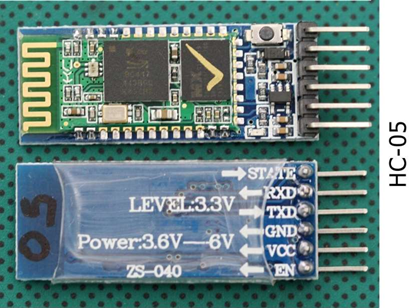 HC-05
05
STATE
RXD
LEVEL:3.3V
TXD
GND
Power:3.6V—6V
VCC
ZS-040
EN